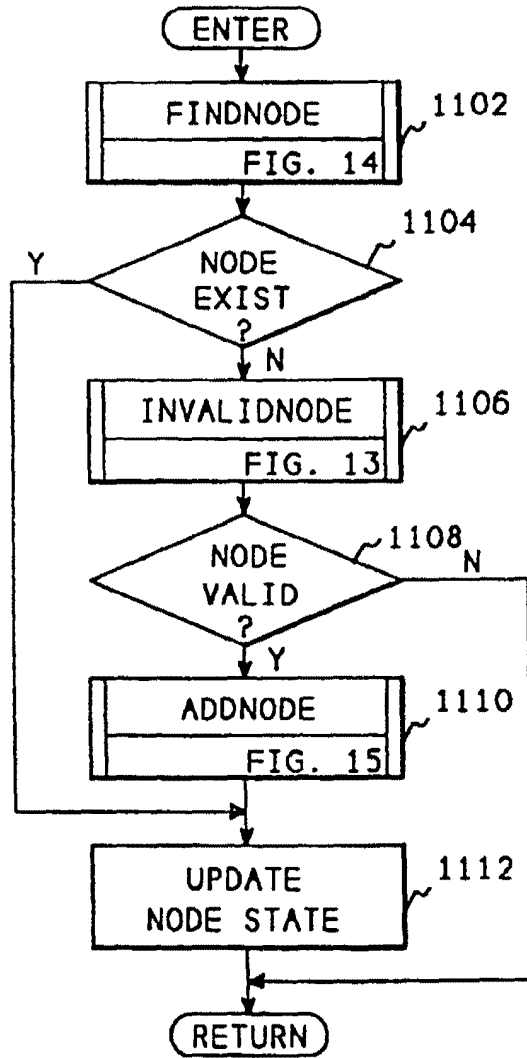 ENTER
FINDNODE
FIG. 14
1102
1104
Y
NODE
EXIST
?
N
INVALIDNODE
FIG. 13
1106
1108
NODE
VALID
?
N
Y
ADDNODE
FIG. 15
1110
UPDATE
NODE STATE
1112
RETURN